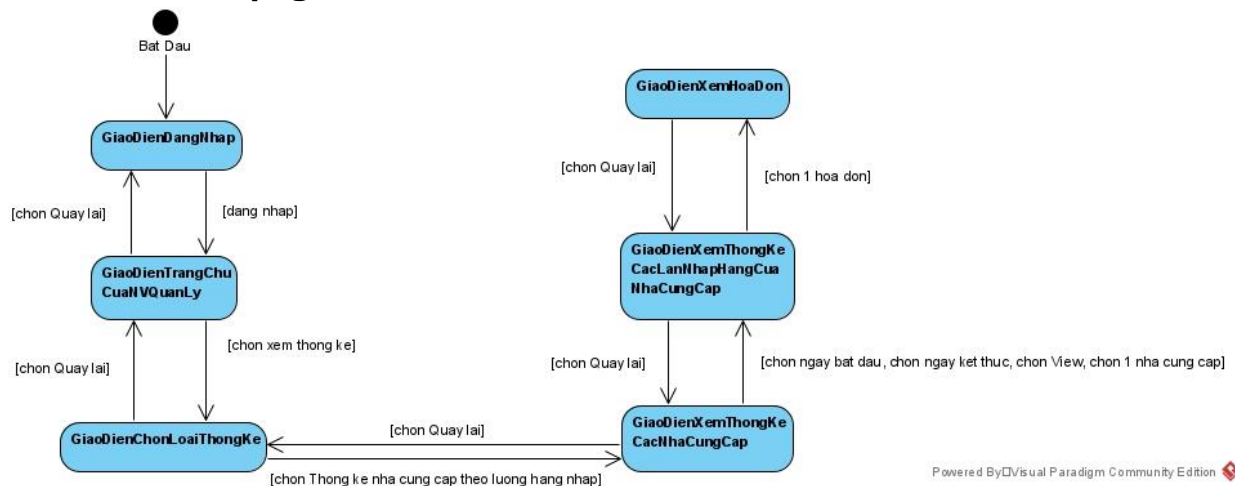 Bat Dau
GiaoDienDangNhap
[chon Quay lai]
[dang nhap]
GiaoDienTrangChu
CuaNVQuanLy
[chon Quay lai]
[chon xem thong ke]
GiaoDienChonLoaiThongKe
[chon Quay lai]
[chon Thong ke nha cung cap theo luong hang nhap]
GiaoDienXemHoaDon
[chon Quay lai]
[chon 1 hoa don]
GiaoDienXemThongKe
CacLanNhapHangCua
NhaCungCap
[chon Quay lai]
[chon ngay bat dau, chon ngay ket thuc, chon View, chon 1 nha cung cap]
GiaoDienXemThongKe
CacNhaCungCap
Powered By□Visual Paradigm Community Edition